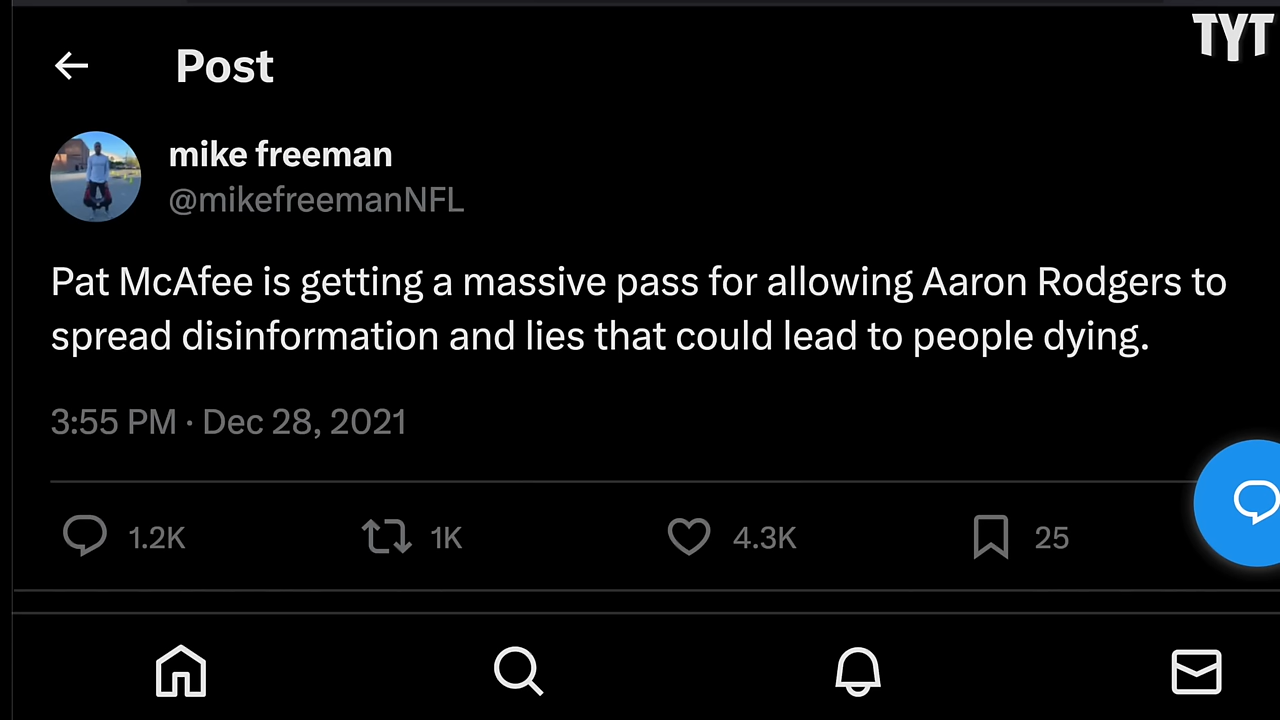 TYT
Post
mike freeman
@mikefreemanNFL
Pat McAfee is getting a massive pass for allowing Aaron Rodgers to
spread disinformation and lies that could lead to people dying.
3:55 PM · Dec 28, 2021
1.2K 1K 4.3K 25